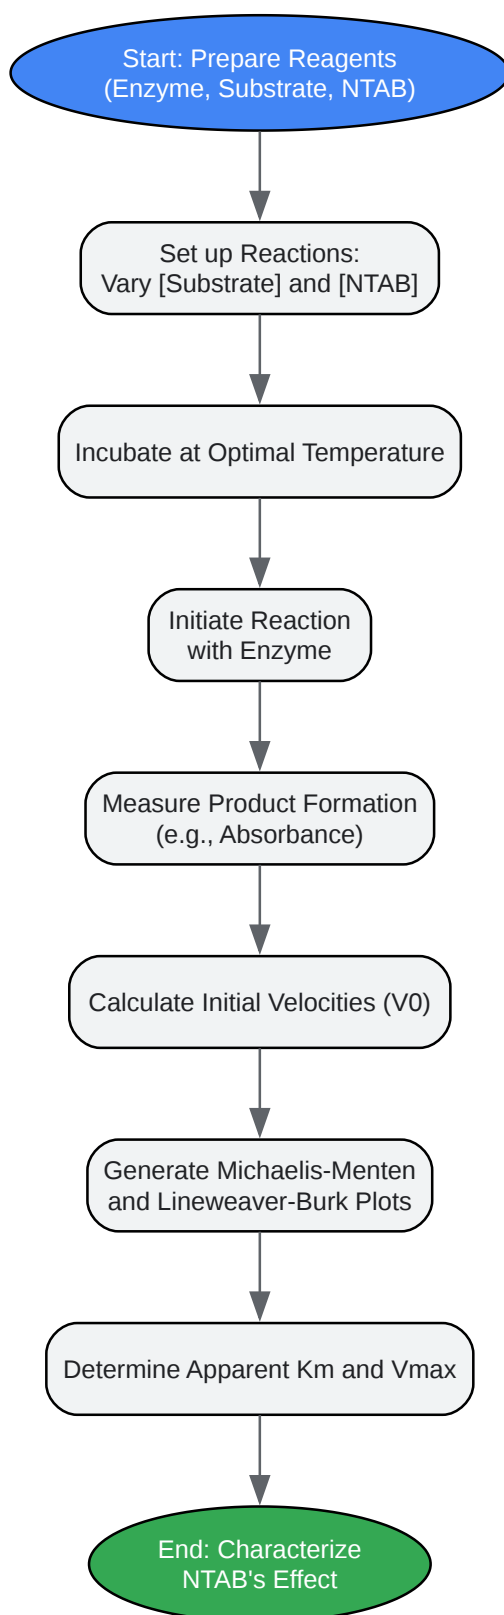 Start: Prepare Reagents
(Enzyme, Substrate, NTAB)
Set up Reactions:
Vary [Substrate] and [NTAB]
Incubate at Optimal Temperature
Initiate Reaction
with Enzyme
Measure Product Formation
(e.g., Absorbance)
Calculate Initial Velocities (V0)
Generate Michaelis-Menten
and Lineweaver-Burk Plots
Determine Apparent Km and Vmax
End: Characterize
NTAB's Effect